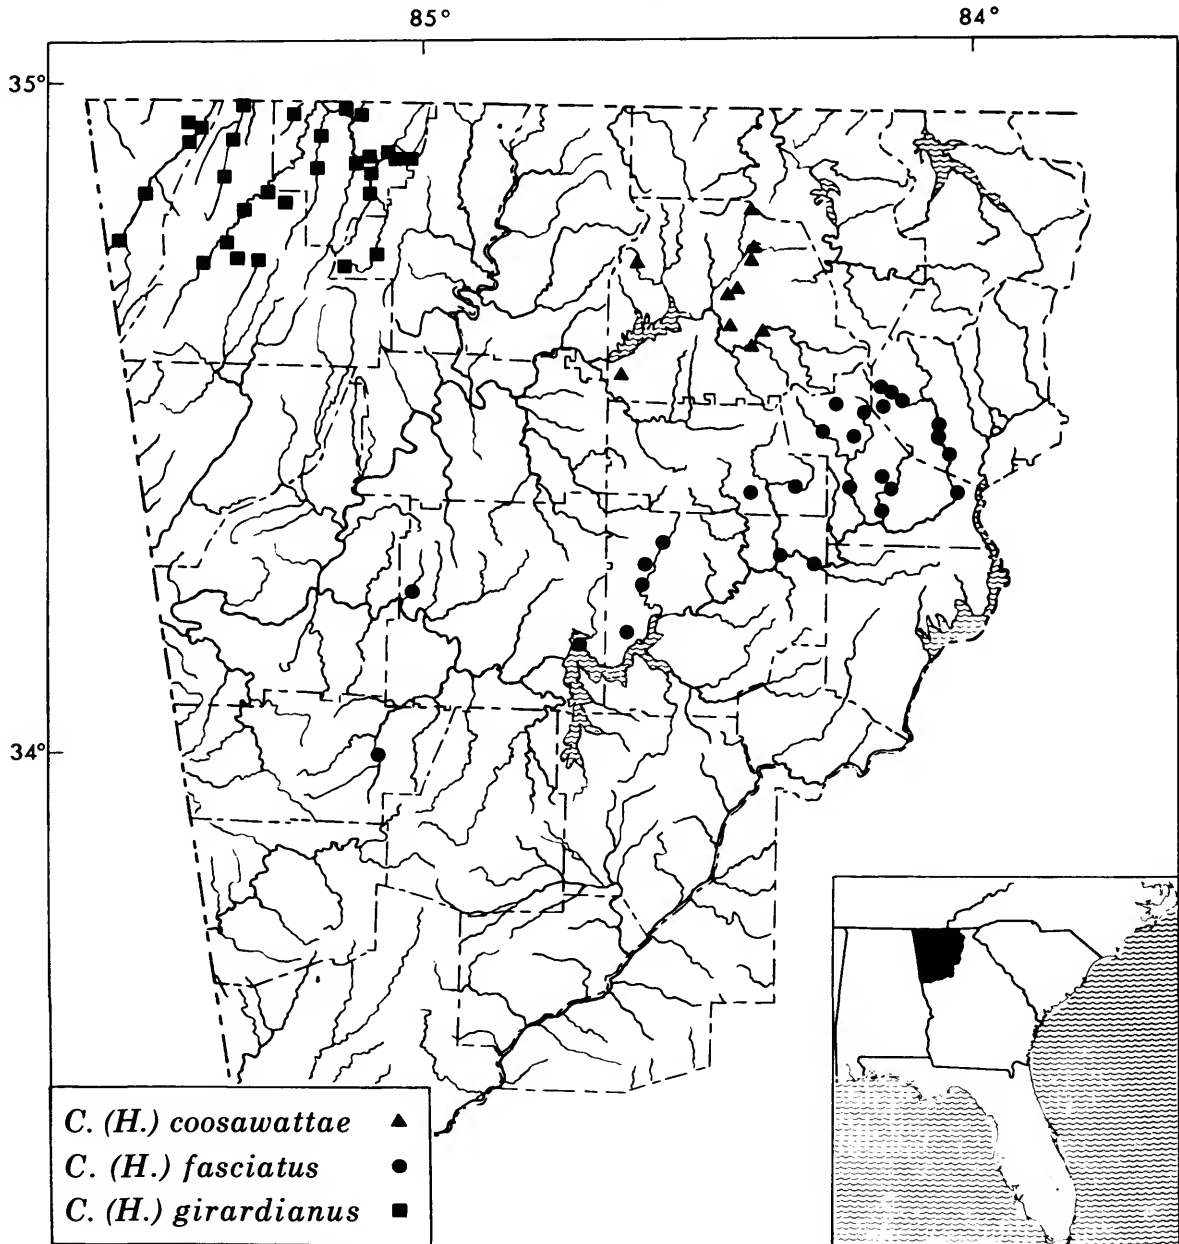 85°
84°
35°
34°
C. (H.) coosawattae
C. (H.) fasciatus
C. (H.) girardianus